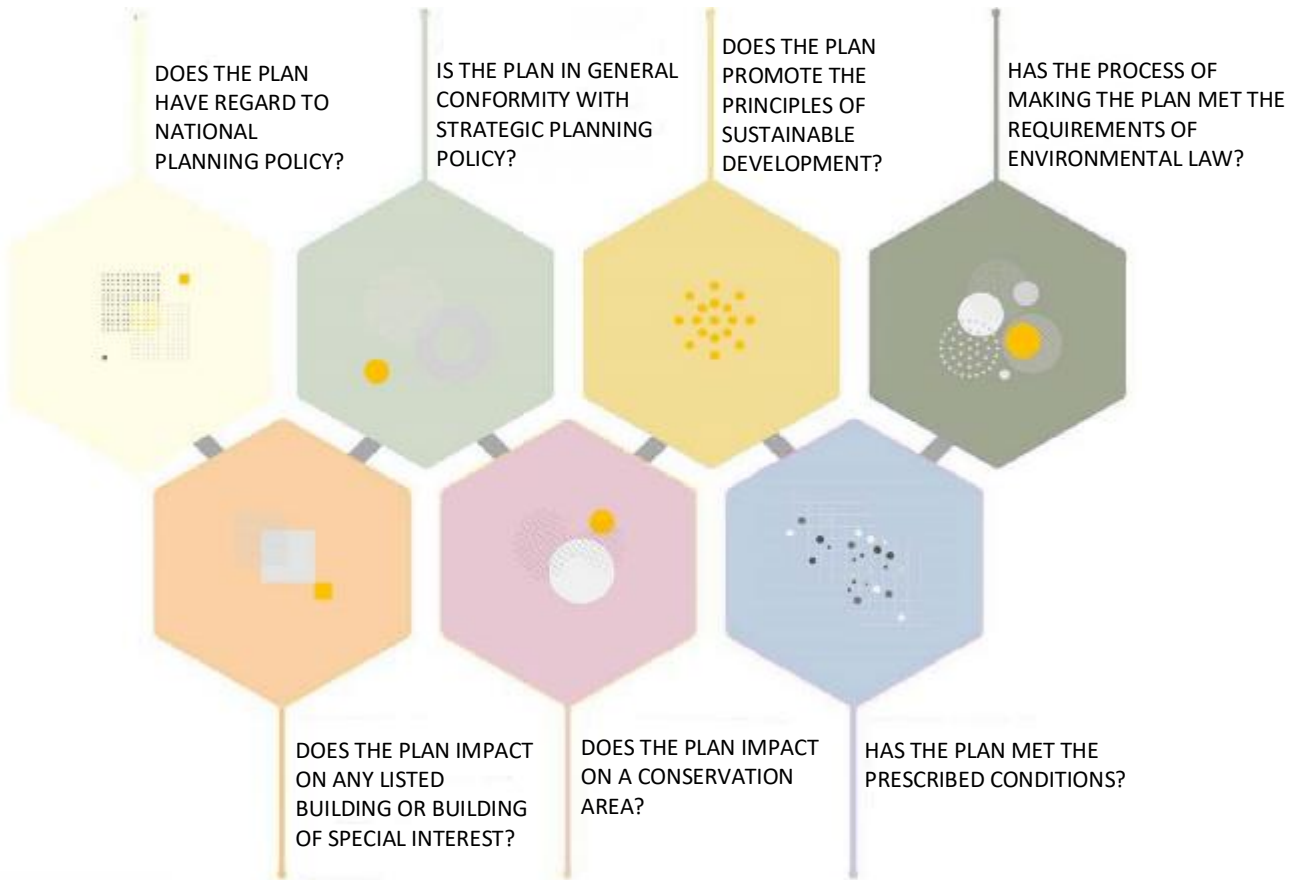 DOES THE PLAN
HAVE REGARD TO
NATIONAL
PLANNING POLICY?
IS THE PLAN IN GENERAL
CONFORMITY WITH
STRATEGIC PLANNING
POLICY?
DOES THE PLAN
PROMOTE THE
PRINCIPLES OF
SUSTAINABLE
DEVELOPMENT?
HAS THE PROCESS OF
MAKING THE PLAN MET THE
REQUIREMENTS OF
ENVIRONMENTAL LAW?
DOES THE PLAN IMPACT
ON ANY LISTED
BUILDING OR BUILDING
OF SPECIAL INTEREST?
DOES THE PLAN IMPACT
ON A CONSERVATION
AREA?
HAS THE PLAN MET THE
PRESCRIBED CONDITIONS?